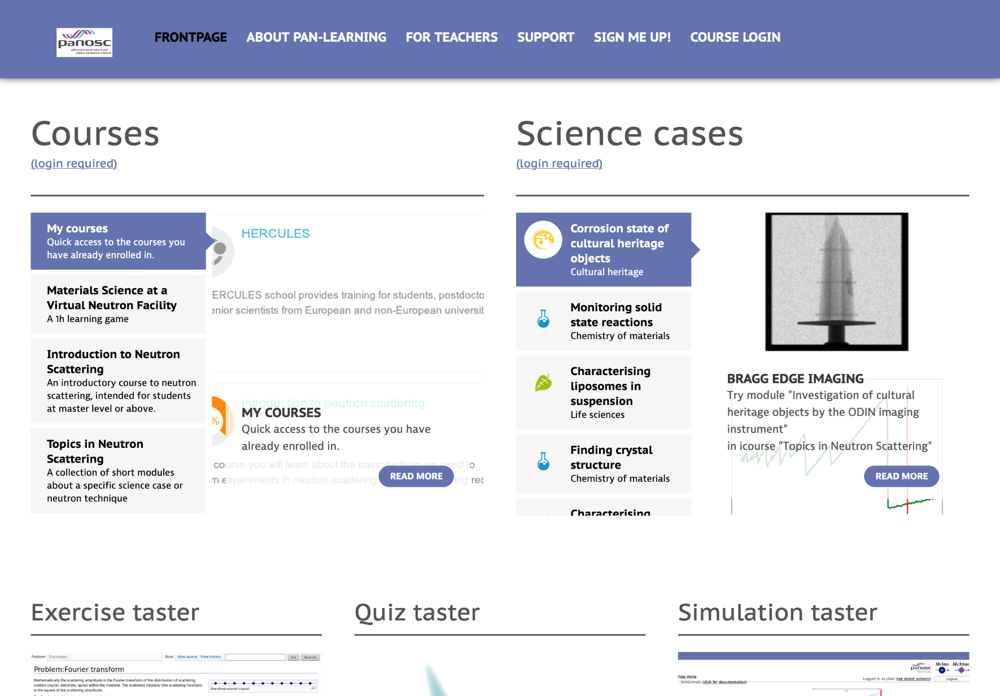 panosc
photon and neutron
open science cloud
FRONTPAGE ABOUT PAN-LEARNING FOR TEACHERS SUPPORT SIGN ME UP! COURSE LOGIN
Courses
(login required)
My courses
Quick access to the courses you
have already enrolled in.
Materials Science at a
Virtual Neutron Facility
A 1h learning game
Introduction to Neutron
Scattering
An introductory course to neutron
scattering, intended for students
at master level or above.
Topics in Neutron
Scattering
A collection of short modules
about a specific science case or
neutron technique
HERCULES
ERCULES school provides training for students, postdocto
enior scientists from European and non-European universit
Introduction to neutron scattering
%
MY COURSES
Quick access to the courses you have
already enrolled in.
course you will learn about the basic techniques used to
experiments in neutron scattering
READ MORE
Science cases
(login required)
Corrosion state of
cultural heritage
objects
Cultural heritage
Monitoring solid
state reactions
Chemistry of materials
Characterising
liposomes in
suspension
Life sciences
Finding crystal
structure
Chemistry of materials
Characterising
BRAGG EDGE IMAGING
Try module "Investigation of cultural
heritage objects by the ODIN imaging
instrument"
in icourse "Topics in Neutron Scattering"
READ MORE
Exercise taster
Problem Discussion Read View source View history Go Search
Problem:Fourier transform
Mathematically the scattering amplitude is the Fourier transform of the distribution of scattering
centers (nuclei, electrons, spins) within the material. The scattered intensity (the scattering function)
is the square of the scattering amplitude.
One-dimensional crystal.
Quiz taster
Simulation taster
panosc McStas McXtrac
how menu
SANSsimple (click for documentation)
Logged in as pkwi (see recent simruns) Logout